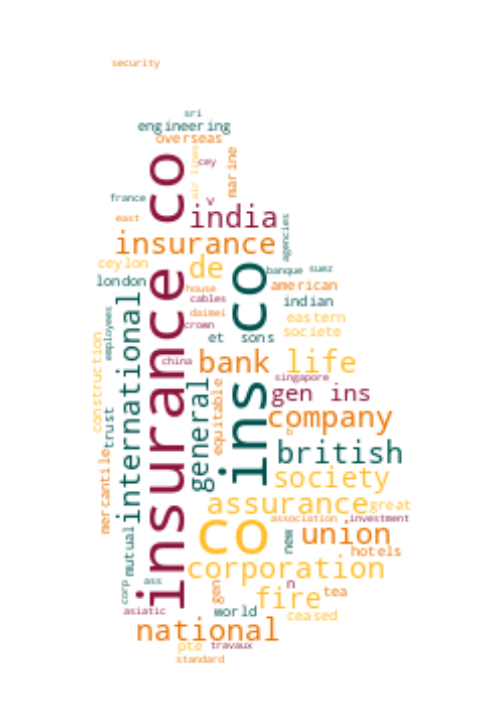 security
sri
engineering
overseas
air lines
cey
marine
france
v
east
india
agencies
insurance co
insurance
ceylon
de
banque
suez
london
house
ins co
american
cables
indian
international
employees
daimei
crown
eastern
et
sons
societe
construction
china
bank
life
singapore
general
equitable
gen ins
trust
company
b
british
mercantile
society
assurance
great
co
association
investment
mutual
new
union
hotels
corporation
corp
ass
gen
n
tea
fire
asiatic
world
ceased
national
pte
travaux
standard